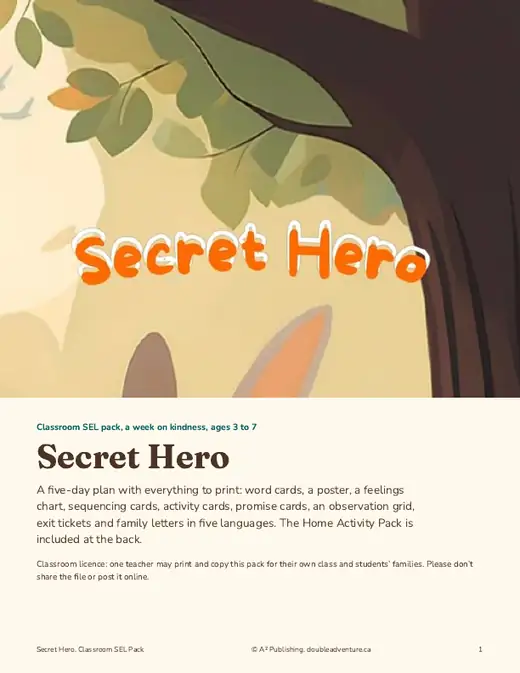 Secret Hero
Classroom SEL pack, a week on kindness, ages 3 to 7
Secret Hero
A five-day plan with everything to print: word cards, a poster, a feelings
chart, sequencing cards, activity cards, promise cards, an observation grid,
exit tickets and family letters in five languages. The Home Activity Pack is
included at the back.
Classroom licence: one teacher may print and copy this pack for their own class and students' families. Please don't
share the file or post it online.
Secret Hero. Classroom SEL Pack
© A² Publishing. doubleadventure.ca
1